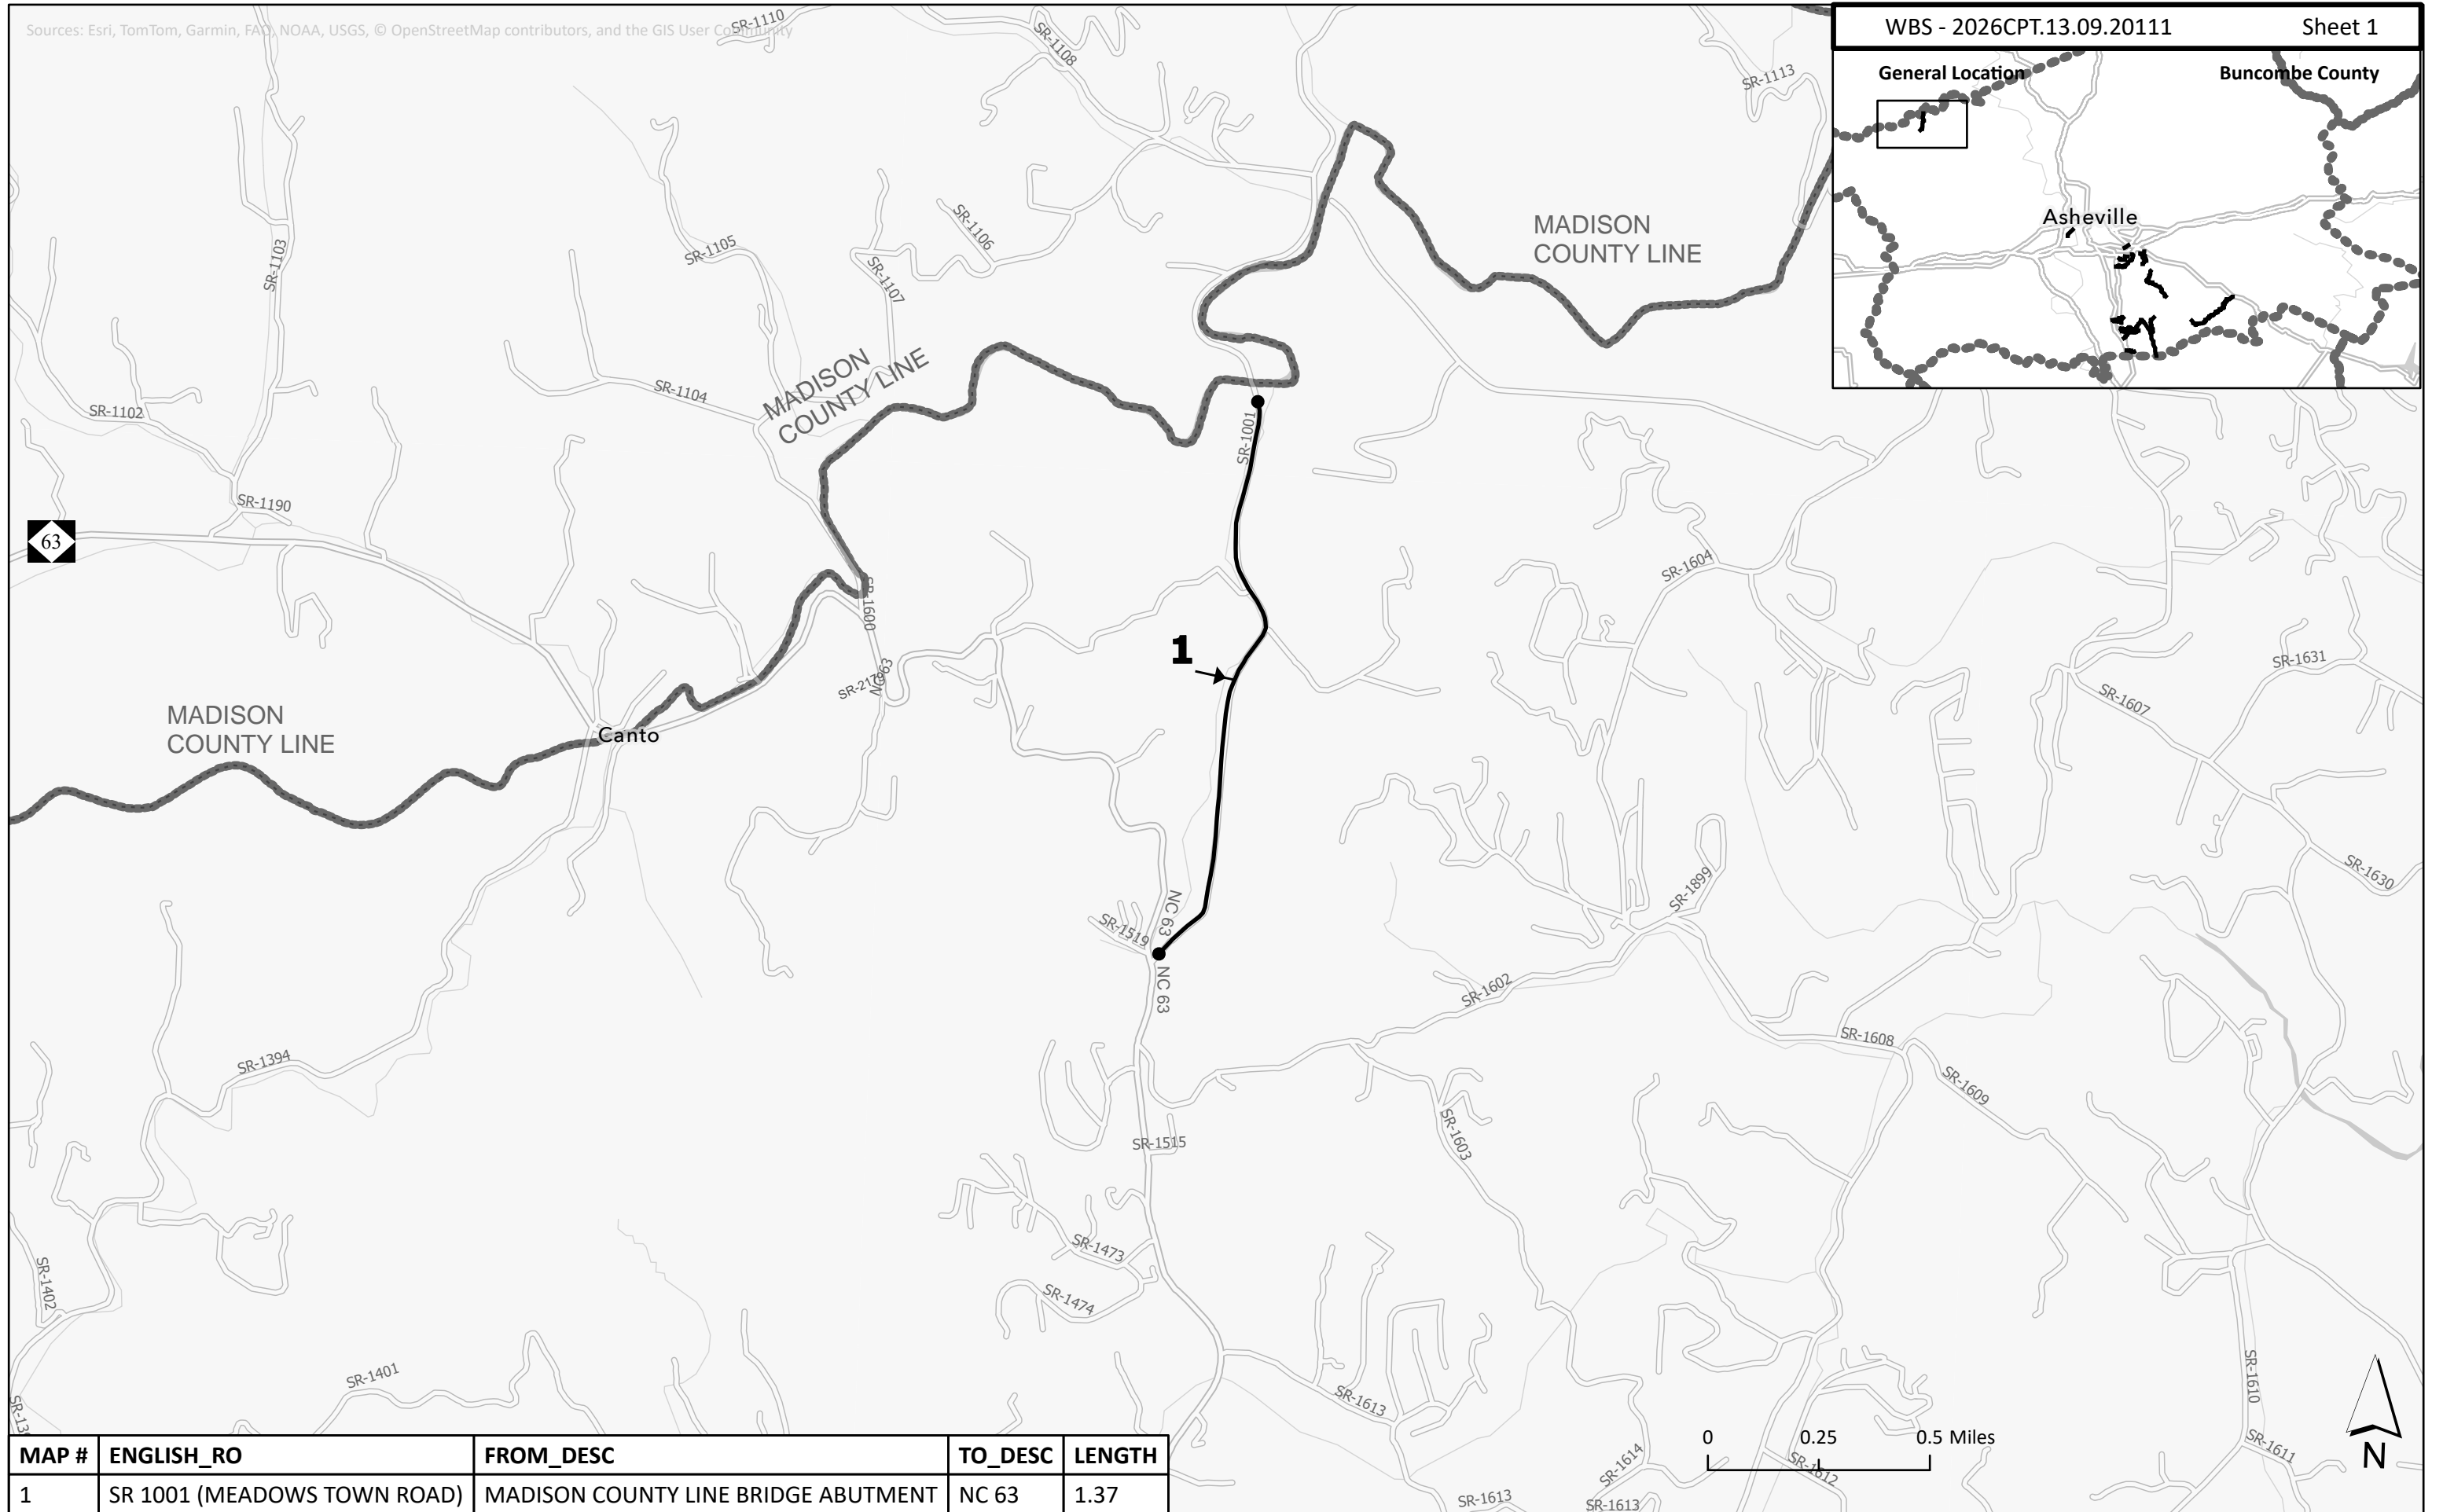 Sources: Esri, TomTom, Garmin, FAO, NOAA, USGS, © OpenStreetMap contributors, and the GIS User Community
WBS - 2026CPT.13.09.20111 Sheet 1
General Location Buncombe County
Asheville
SR-1110
SR-1108
SR-1113
SR-1103
SR-1105
SR-1106
SR-1107
MADISON
COUNTY LINE
MADISON
COUNTY LINE
SR-1104
SR-1102
SR-1001
SR-1190
63
SR-1604
SR-1600
1
SR-1631
SR-2179
NC 63
SR-1607
MADISON
COUNTY LINE
Canto
SR-1630
SR-1899
NC 63
SR-1519
NC 63
SR-1602
SR-1608
SR-1394
SR-1609
SR-1603
SR-1515
SR-1473
SR-1402
SR-1474
SR-1401
SR-1613
SR-1610
0 0.25 0.5 Miles
SR-1611
N
SR-1614
SR-1612
SR-1613
SR-1613
MAP # ENGLISH_RO FROM_DESC TO_DESC LENGTH
1 SR 1001 (MEADOWS TOWN ROAD) MADISON COUNTY LINE BRIDGE ABUTMENT NC 63 1.37